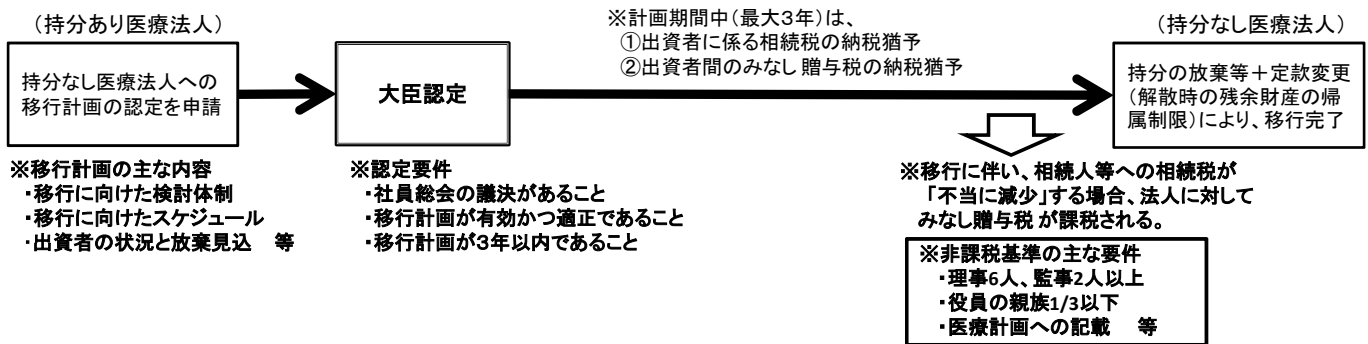 (持分あり医療法人)
持分なし医療法人への
移行計画の認定を申請
※移行計画の主な内容
・移行に向けた検討体制
・移行に向けたスケジュール
・出資者の状況と放棄見込 等
大臣認定
※認定要件
・社員総会の議決があること
・移行計画が有効かつ適正であること
・移行計画が3年以内であること
※計画期間中(最大3年)は、
①出資者に係る相続税の納税猶予
②出資者間のみなし贈与税の納税猶予
(持分なし医療法人)
持分の放棄等+定款変更
(解散時の残余財産の帰
属制限)により、移行完了
※移行に伴い、相続人等への相続税が
「不当に減少」する場合、法人に対して
みなし贈与税 が課税される。
※非課税基準の主な要件
・理事6人、監事2人以上
・役員の親族1/3以下
・医療計画への記載 等